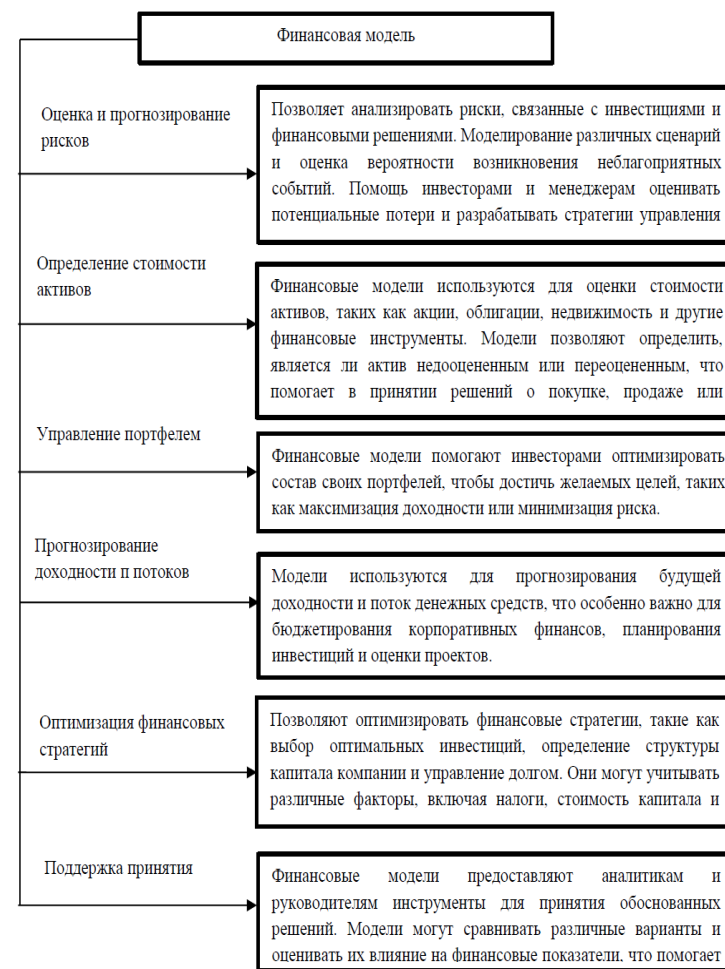 Финансовая модель
Оценка и прогнозирование
рисков
Позволяет анализировать риски, связанные с инвестициями и
финансовыми решениями. Моделирование различных сценарий
и оценка вероятности возникновения неблагоприятных
событий. Помощь инвесторами и менеджерам оценивать
потенциальные потери и разрабатывать стратегии управления
Определение стоимости
активов
Финансовые модели используются для оценки стоимости
активов, таких как акции, облигации, недвижимость и другие
финансовые инструменты. Модели позволяют определить,
является ли актив недооцененным или переоцененным, что
помогает в принятии решений о покупке, продаже или
Управление портфелем
Финансовые модели помогают инвесторами оптимизировать
состав своих портфелей, чтобы достичь желаемых целей, таких
как максимизация доходности или минимизация риска.
Прогнозирование
доходности п потоков
Модели используются для прогнозирования будущей
доходности и поток денежных средств, что особенно важно для
бюджетирования корпоративных финансов, планирования
инвестиций и оценки проектов.
Оптимизация финансовых
стратегий
Позволяют оптимизировать финансовые стратегии, такие как
выбор оптимальных инвестиций, определение структуры
капитала компании и управление долгом. Они могут учитывать
различные факторы, включая налоги, стоимость капитала и
Поддержка принятия
Финансовые модели предоставляют аналитикам и
руководителям инструменты для принятия обоснованных
решений. Модели могут сравнивать различные варианты и
оценивать их влияние на финансовые показатели, что помогает